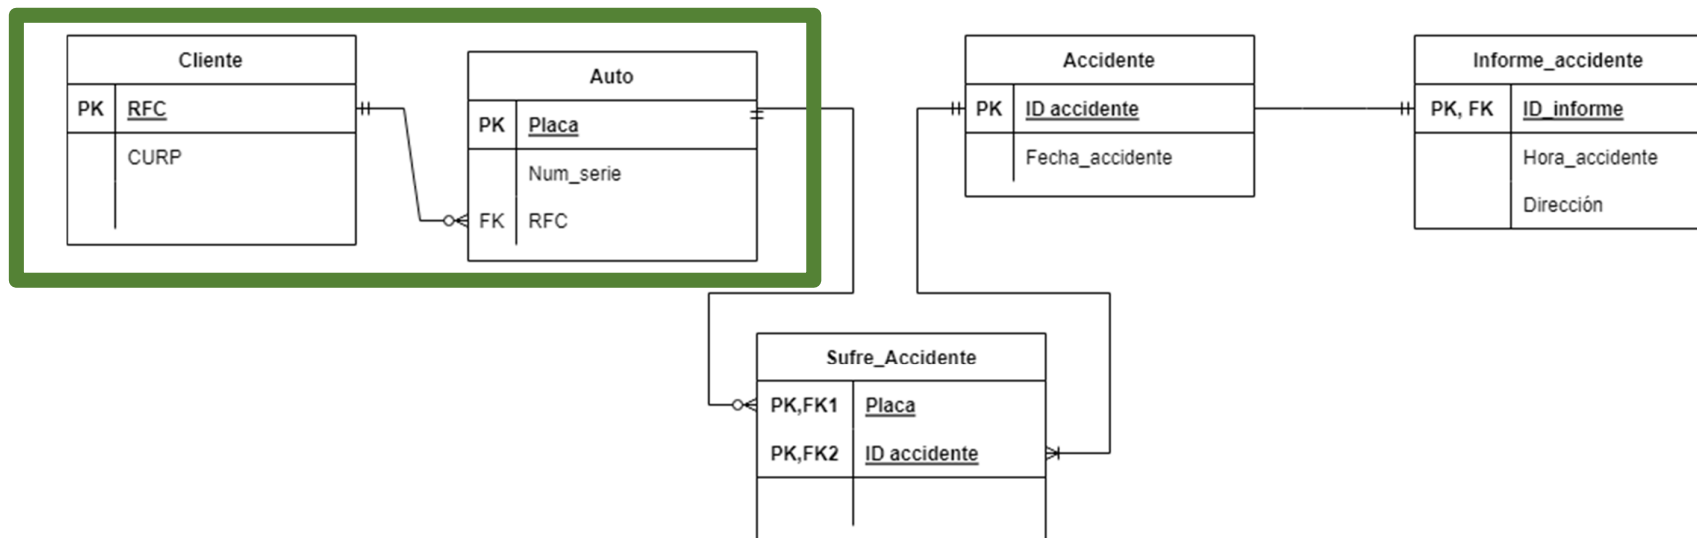 Cliente
PK RFC
CURP
Auto
PK Placa
Num_serie
FK RFC
Accidente
PK ID accidente
Fecha_accidente
Informe_accidente
PK, FK ID_informe
Hora_accidente
Dirección
Sufre_Accidente
PK,FK1 Placa
PK,FK2 ID accidente